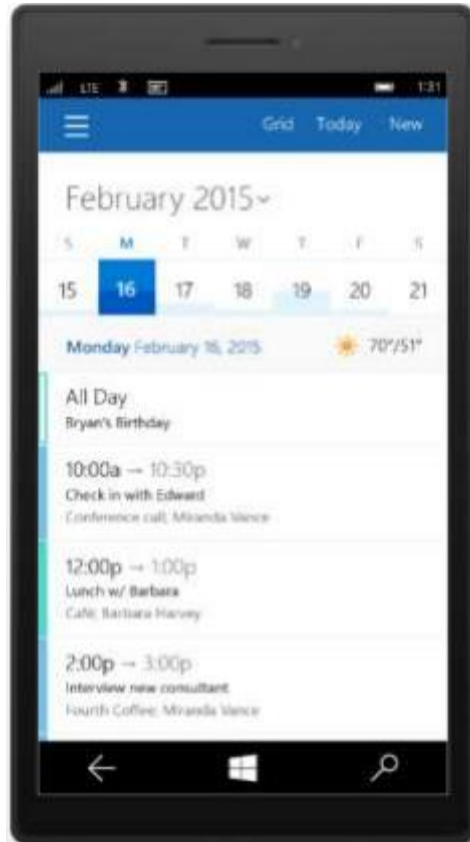 LTE 1:31
Grid Today New
February 2015
S M T W T F S
15 16 17 18 19 20 21
Monday February 16, 2015 70°/51°
All Day
Bryan's Birthday
10:00a → 10:30p
Check in with Edward
Conference call; Miranda Vance
12:00p → 1:00p
Lunch w/ Barbara
Café; Barbara Harvey
2:00p → 3:00p
Interview new consultant
Fourth Coffee; Miranda Vance